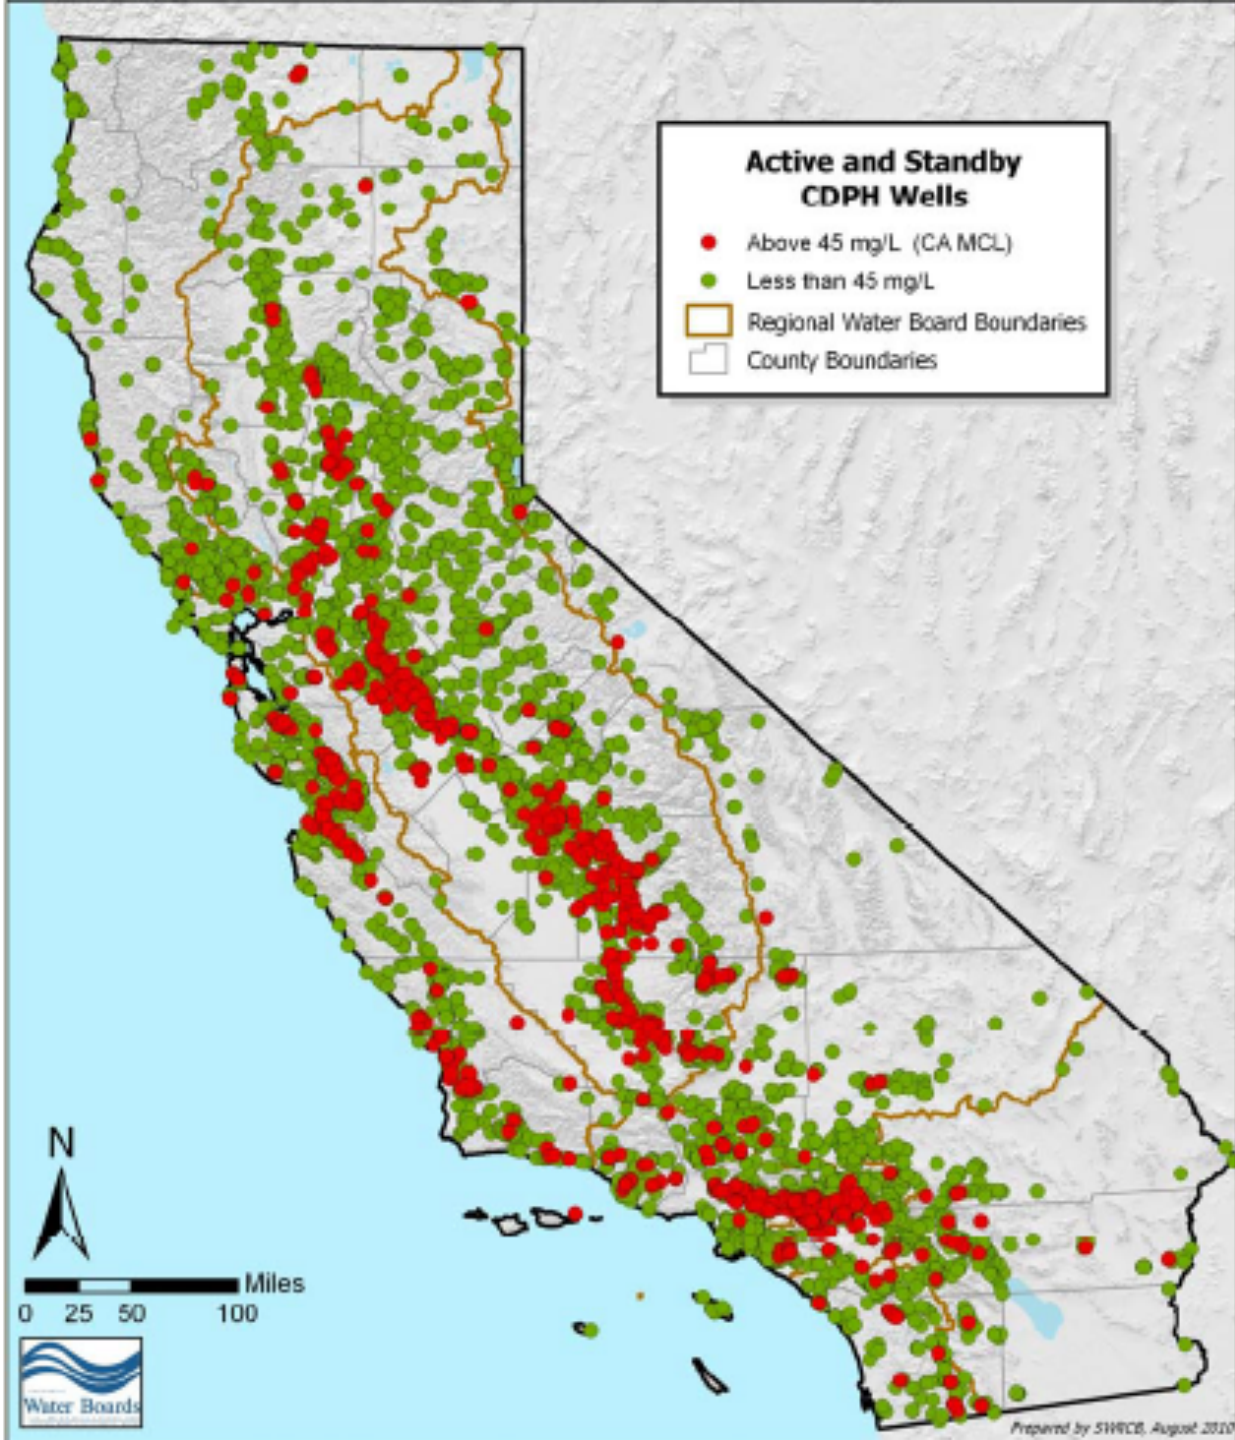 Active and Standby
CDPH Wells
Above 45 mg/L (CA MCL)
Less than 45 mg/L
Regional Water Board Boundaries
County Boundaries
N
Miles
0 25 50 100
Water Boards
Prepared by SWRCB, August 2010